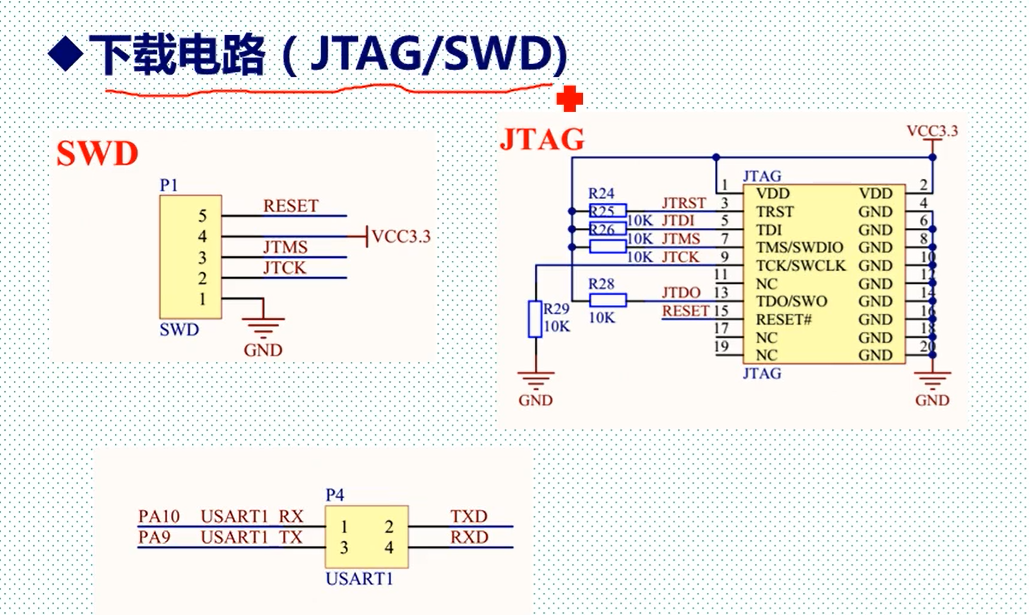 ◆下载电路(JTAG/SWD)
SWD
P1
5 RESET
4 VCC3.3
3 JTMS
2 JTCK
1
SWD
GND
JTAG
VCC3.3
JTAG
1 VDD VDD 2
R24 JTRST 3 TRST GND 4
R25 10K JTDI 5 TDI GND 6
R26 10K JTMS 7 TMS/SWDIO GND 8
10K JTCK 9 TCK/SWCLK GND 10
11 NC GND 12
R28 JTDO 13 TDO/SWO GND 14
10K RESET 15 RESET# GND 16
R29 17 NC GND 18
10K 19 NC GND 20
JTAG
GND
GND
P4
PA10 USART1 RX 1 2 TXD
PA9 USART1 TX 3 4 RXD
USART1